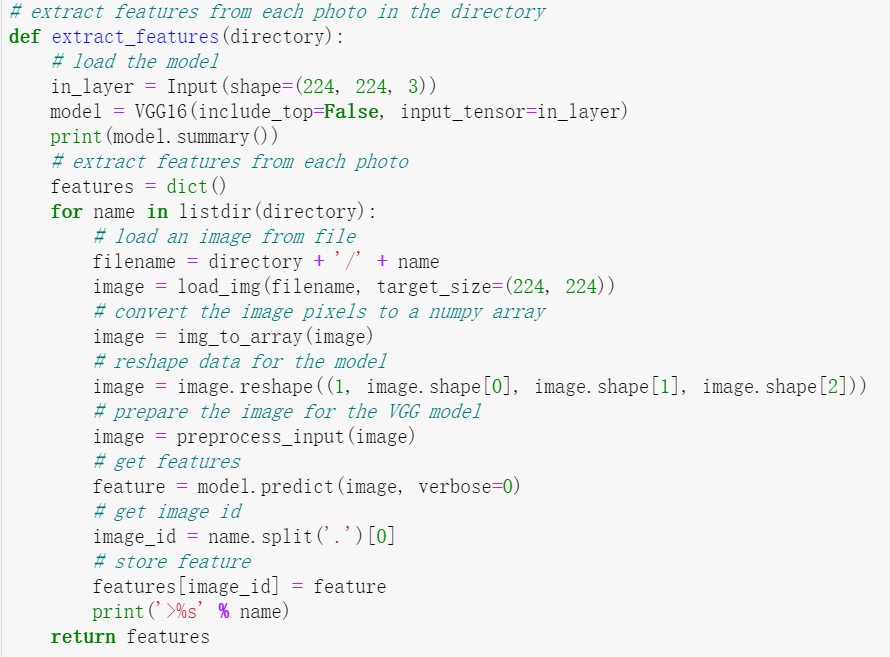 # extract features from each photo in the directory
def extract_features(directory):
    # load the model
    in_layer = Input(shape=(224, 224, 3))
    model = VGG16(include_top=False, input_tensor=in_layer)
    print(model.summary())
    # extract features from each photo
    features = dict()
    for name in listdir(directory):
        # load an image from file
        filename = directory + '/' + name
        image = load_img(filename, target_size=(224, 224))
        # convert the image pixels to a numpy array
        image = img_to_array(image)
        # reshape data for the model
        image = image.reshape((1, image.shape[0], image.shape[1], image.shape[2]))
        # prepare the image for the VGG model
        image = preprocess_input(image)
        # get features
        feature = model.predict(image, verbose=0)
        # get image id
        image_id = name.split('.')[0]
        # store feature
        features[image_id] = feature
        print('>%s' % name)
    return features